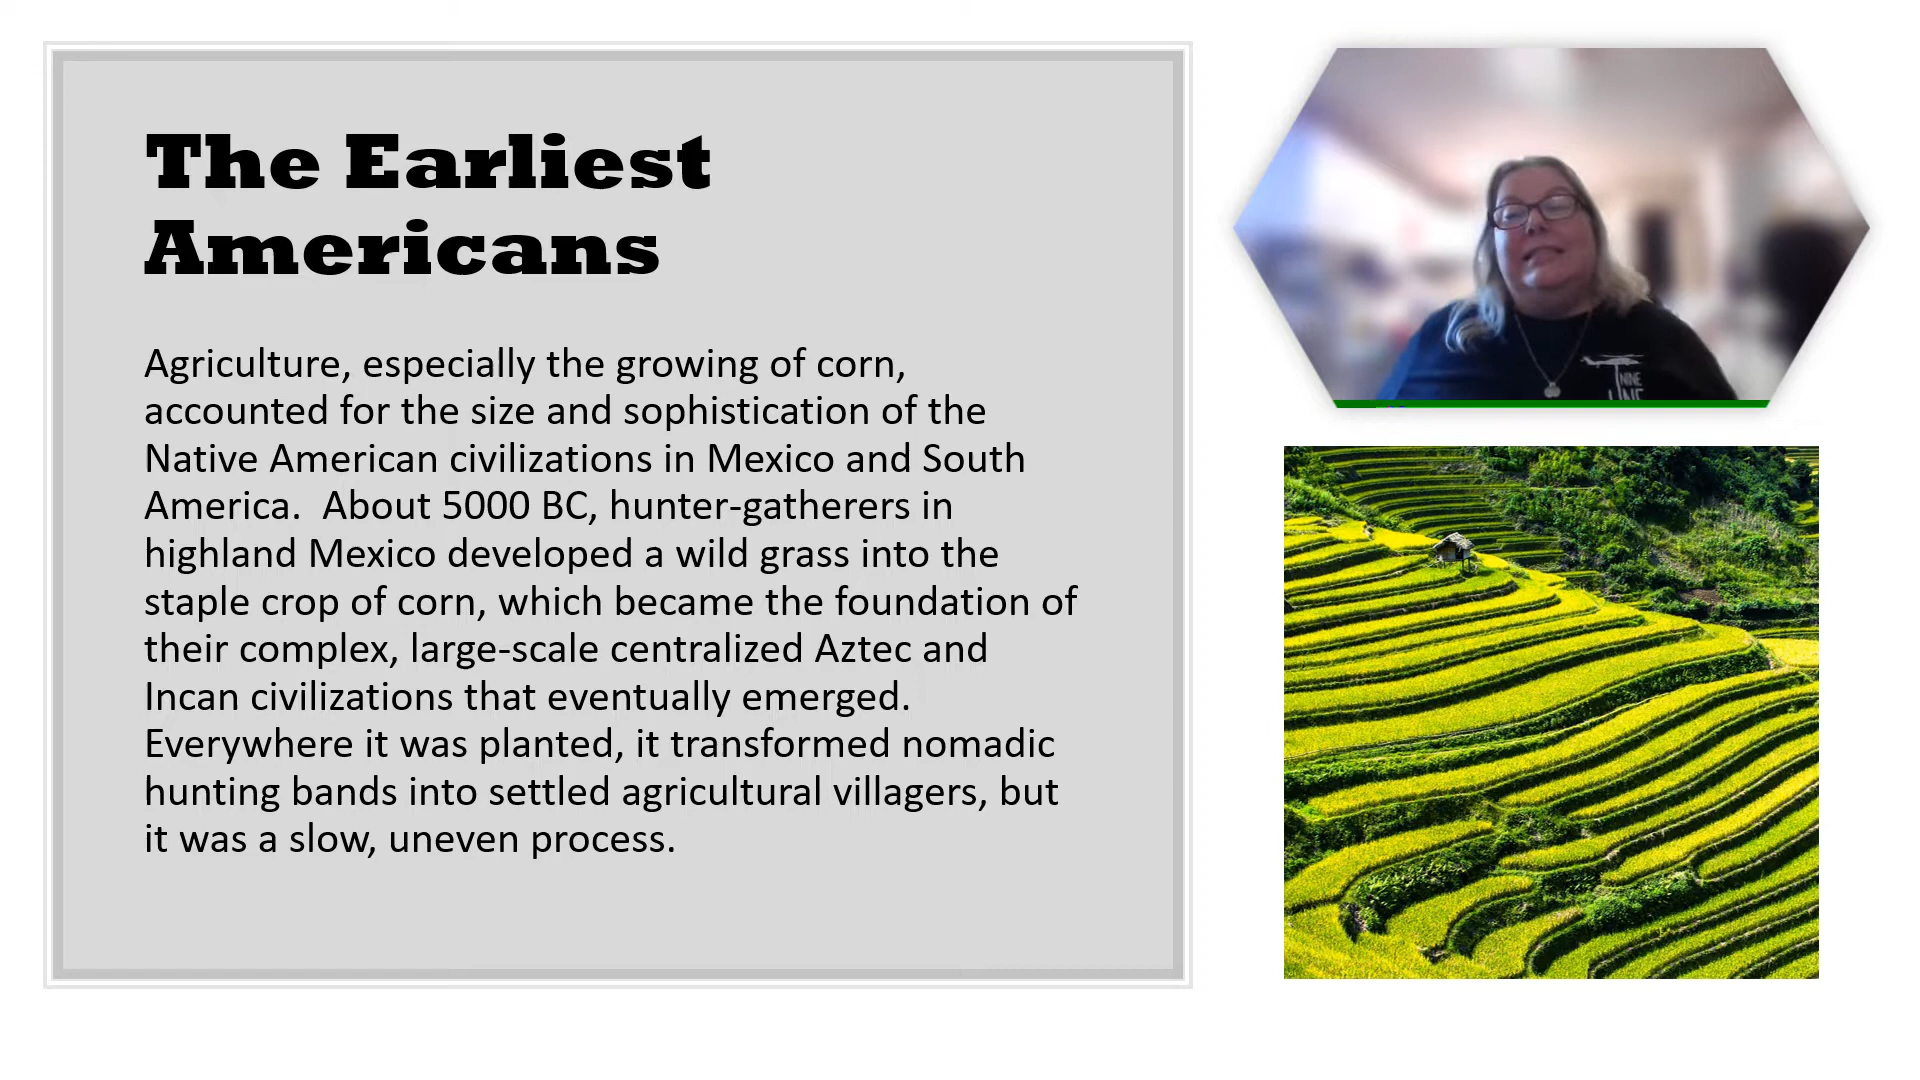 The Earliest
Americans
Agriculture, especially the growing of corn,
accounted for the size and sophistication of the
Native American civilizations in Mexico and South
America.  About 5000 BC, hunter-gatherers in
highland Mexico developed a wild grass into the
staple crop of corn, which became the foundation of
their complex, large-scale centralized Aztec and
Incan civilizations that eventually emerged.
Everywhere it was planted, it transformed nomadic
hunting bands into settled agricultural villagers, but
it was a slow, uneven process.
NINE
LINE